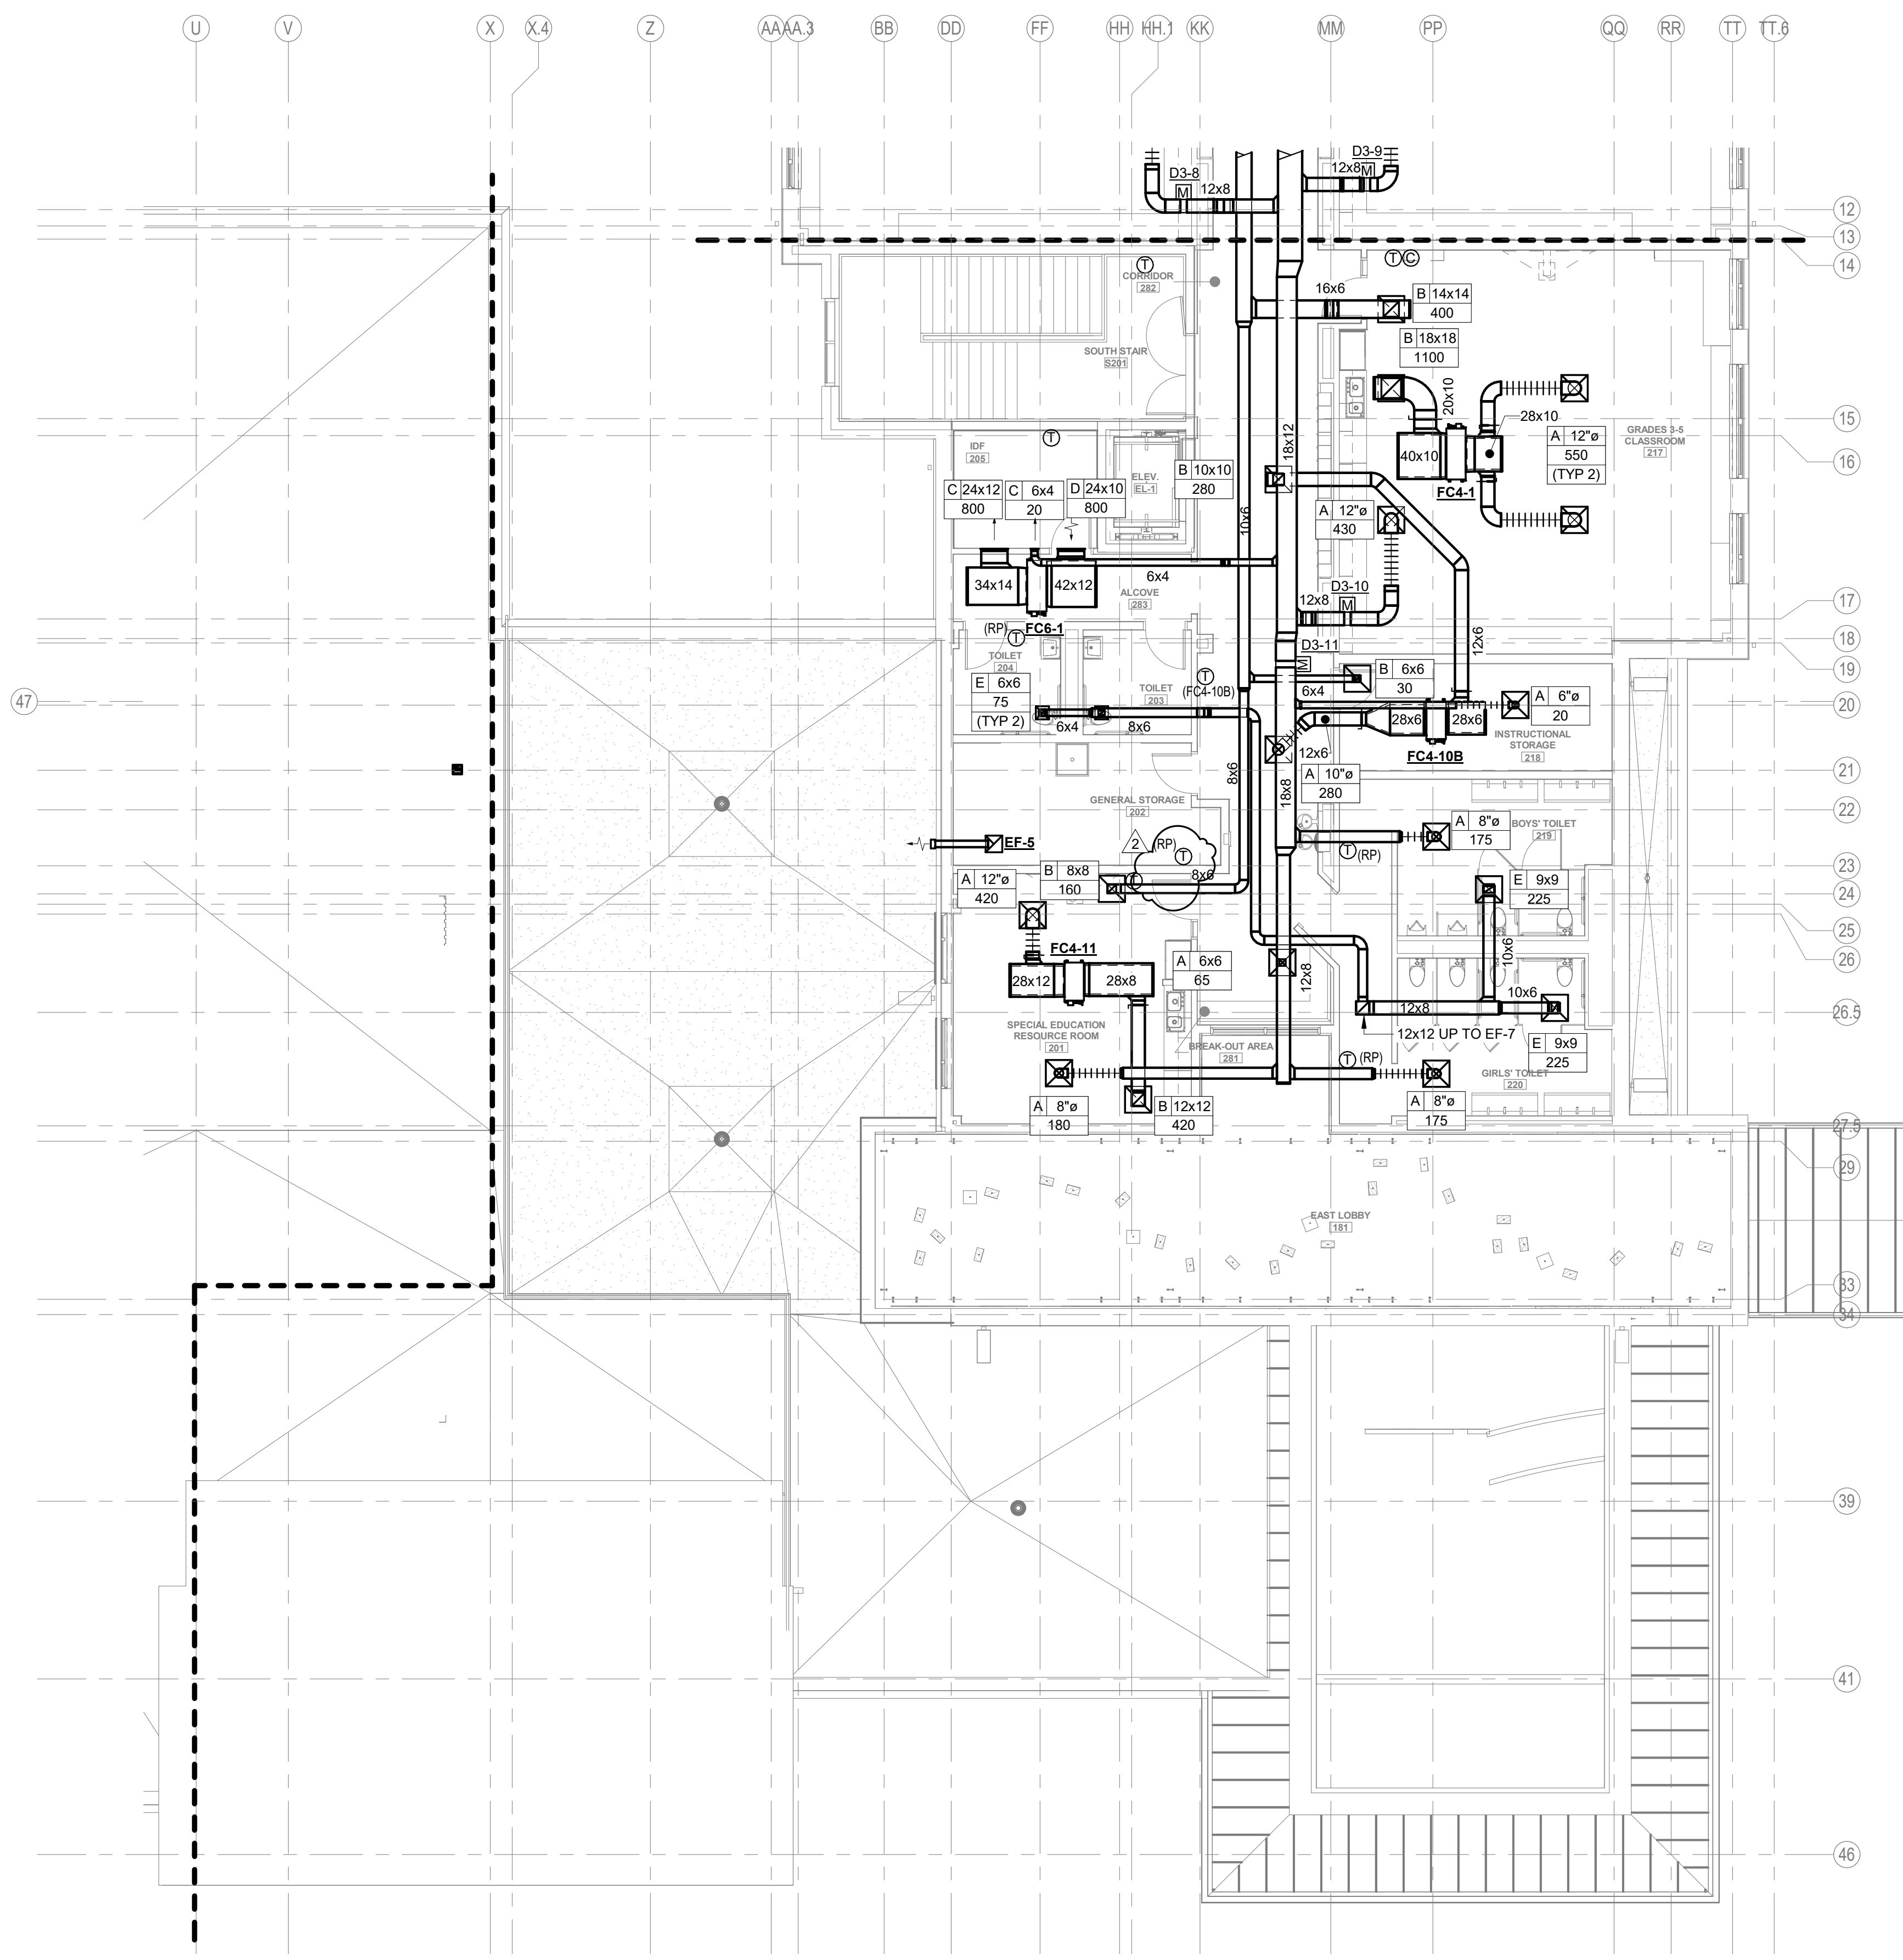 U
V
X
X.4
Z
AA
AA.3
BB
DD
FF
HH
HH.1
KK
MM
PP
QQ
RR
TT
TT.6
D3-8
M
12x8
D3-9
12x8
M
12
13
14
T
CORRIDOR
282
T
C
16x6
B 14x14
400
B 18x18
1100
SOUTH STAIR
S201
20x10
28x10
15
GRADES 3-5
CLASSROOM
217
A 12"ø
550
(TYP 2)
T
IDF
205
18x12
40x10
16
FC4-1
ELEV.
EL-1
B 10x10
280
C 24x12
800
C 6x4
20
D 24x10
800
10x6
A 12"ø
430
34x14
42x12
6x4
ALCOVE
283
D3-10
12x8
M
17
FC6-1
(RP)
T
TOILET
204
18
D3-11
M
12x6
19
E 6x6
75
(TYP 2)
TOILET
203
T
(FC4-10B)
B 6x6
30
6x4
A 6"ø
20
47
20
6x4
8x6
28x6
28x6
INSTRUCTIONAL
STORAGE
218
FC4-10B
12x6
21
8x6
18x8
A 10"ø
280
GENERAL STORAGE
202
22
A 8"ø
175
BOYS' TOILET
219
EF-5
2
(RP)
T
T
(RP)
23
A 12"ø
420
B 8x8
160
T
8x6
E 9x9
225
24
25
FC4-11
10x6
26
28x12
28x8
A 6x6
65
12x8
10x6
12x8
26.5
SPECIAL EDUCATION
RESOURCE ROOM
201
12x12 UP TO EF-7
BREAK-OUT AREA
281
E 9x9
225
T
(RP)
GIRLS' TOILET
220
A 8"ø
180
B 12x12
420
A 8"ø
175
27.5
29
EAST LOBBY
181
33
34
39
41
46